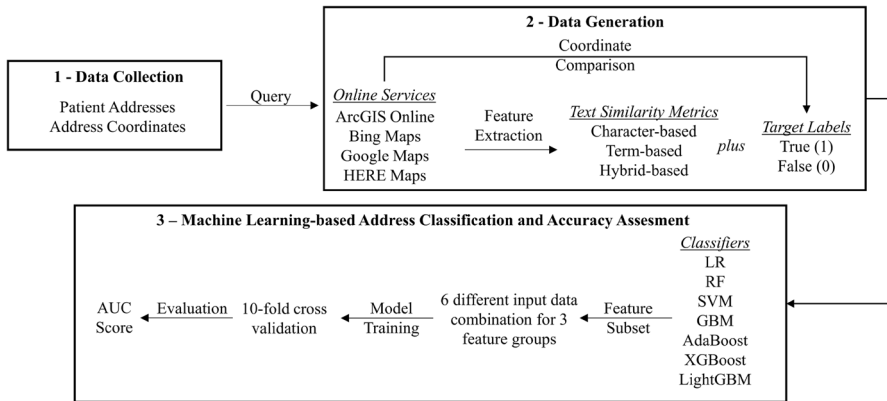 1 - Data Collection
Patient Addresses
Address Coordinates
Query
2 - Data Generation
Coordinate
Comparison
Online Services
ArcGIS Online
Bing Maps
Google Maps
HERE Maps
Feature
Extraction
Text Similarity Metrics
Character-based
Term-based
Hybrid-based
plus
Target Labels
True (1)
False (0)
3 – Machine Learning-based Address Classification and Accuracy Assesment
Classifiers
LR
RF
SVM
GBM
AdaBoost
XGBoost
LightGBM
Feature
Subset
6 different input data
combination for 3
feature groups
Model
Training
10-fold cross
validation
Evaluation
AUC
Score